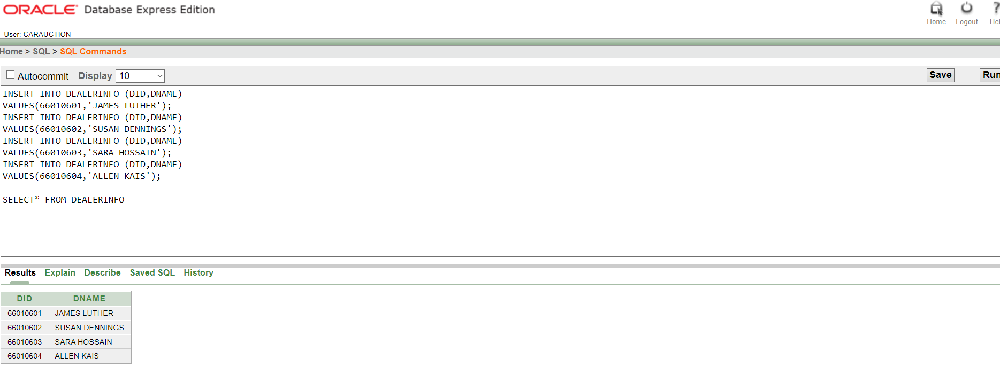 ORACLE® Database Express Edition
Home Logout Hel
User: CARAUCTION
Home > SQL > SQL Commands
Autocommit Display 10 Save Run
INSERT INTO DEALERINFO (DID,DNAME)
VALUES(66010601,'JAMES LUTHER');
INSERT INTO DEALERINFO (DID,DNAME)
VALUES(66010602,'SUSAN DENNINGS');
INSERT INTO DEALERINFO (DID,DNAME)
VALUES(66010603,'SARA HOSSAIN');
INSERT INTO DEALERINFO (DID,DNAME)
VALUES(66010604,'ALLEN KAIS');
SELECT* FROM DEALERINFO
Results Explain Describe Saved SQL History
DID DNAME
66010601 JAMES LUTHER
66010602 SUSAN DENNINGS
66010603 SARA HOSSAIN
66010604 ALLEN KAIS